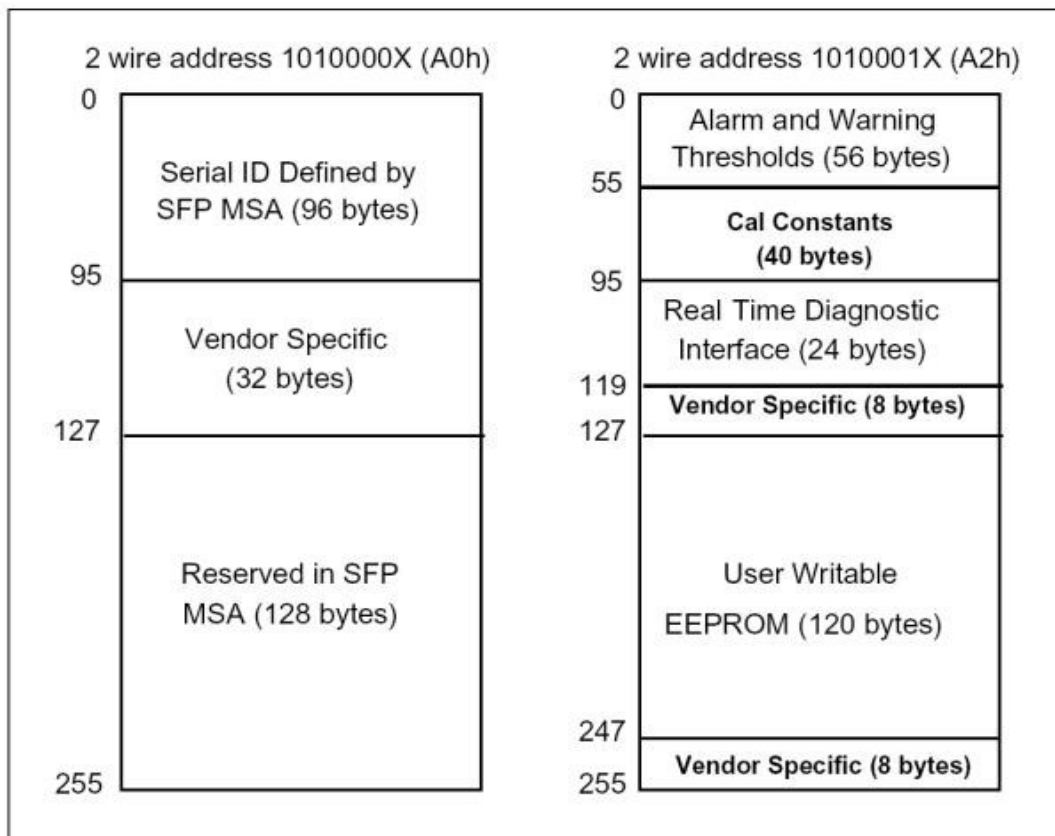 2 wire address 1010000X (A0h)
0
Serial ID Defined by
SFP MSA (96 bytes)
95
Vendor Specific
(32 bytes)
127
Reserved in SFP
MSA (128 bytes)
255
2 wire address 1010001X (A2h)
0
Alarm and Warning
Thresholds (56 bytes)
55
Cal Constants
(40 bytes)
95
Real Time Diagnostic
Interface (24 bytes)
119
Vendor Specific (8 bytes)
127
User Writable
EEPROM (120 bytes)
247
Vendor Specific (8 bytes)
255